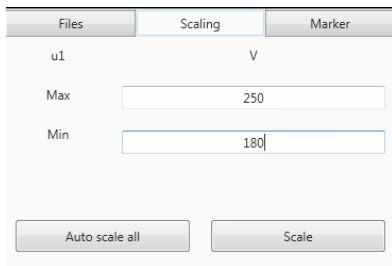 Files Scaling Marker
u1 V
Max 250
Min 180
Auto scale all Scale